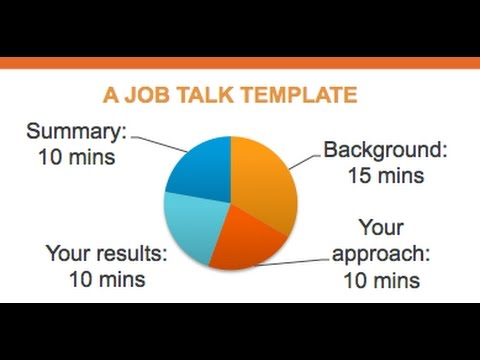 A JOB TALK TEMPLATE
Summary:
10 mins
Background:
15 mins
Your results:
10 mins
Your
approach:
10 mins